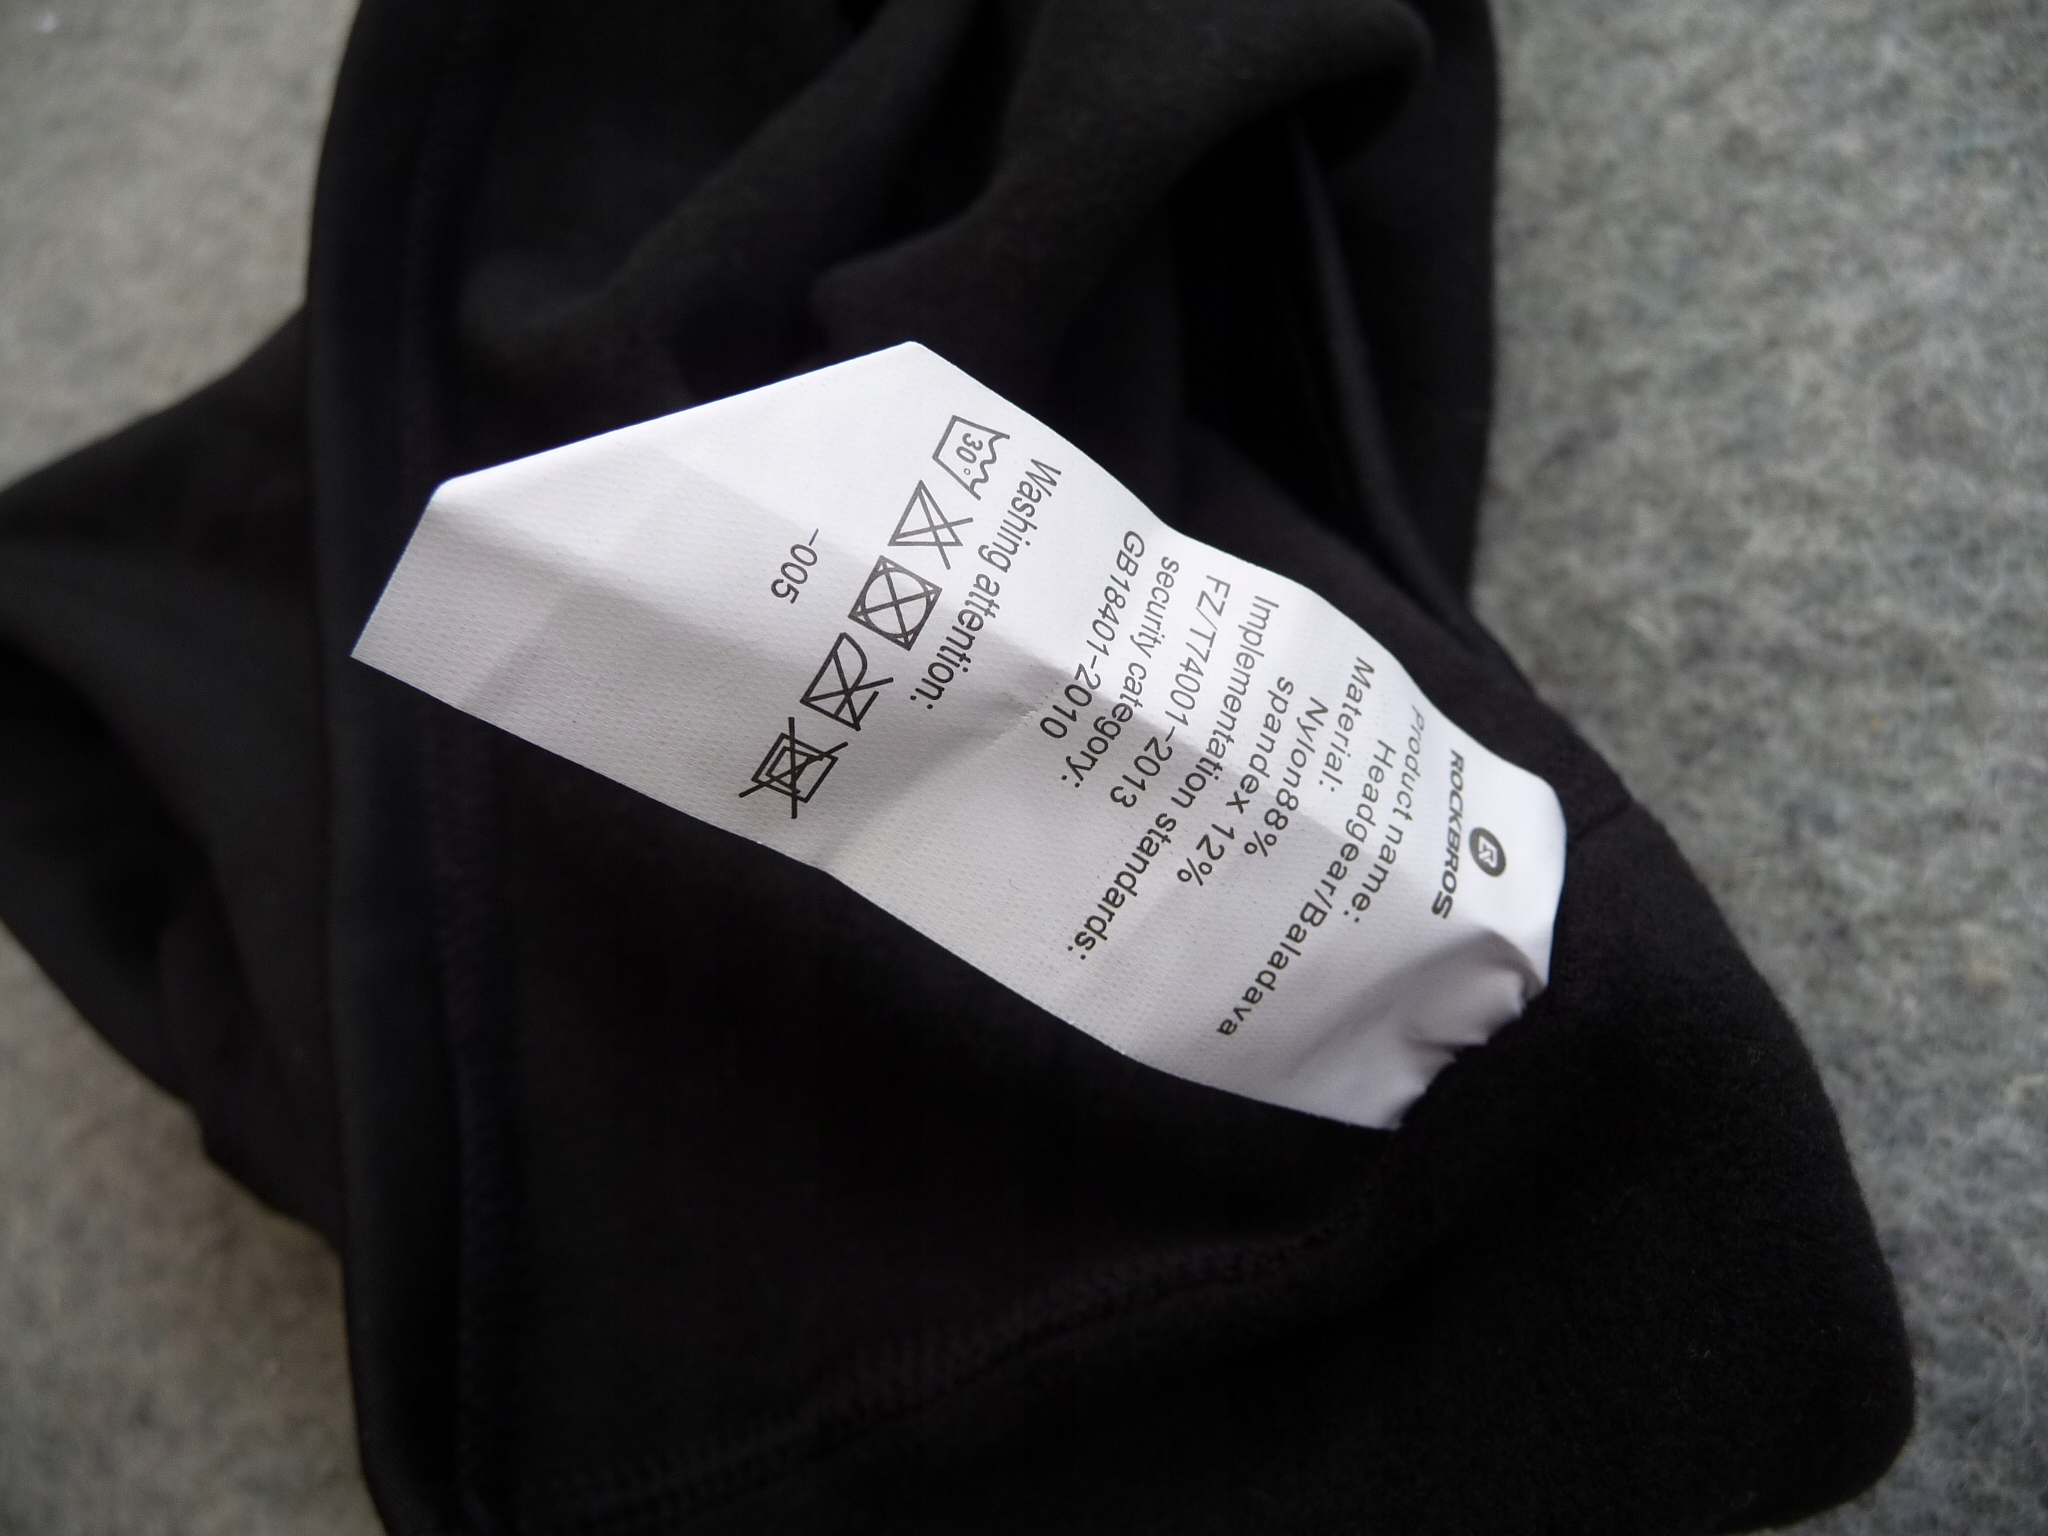 ROCKBROS
Product name:
Headgear/Baladava
Material:
Nylon88%
spandex 12%
Implementation standards:
FZ/T74001-2013
security category:
GB18401-2010
Washing attention:
30°
-005